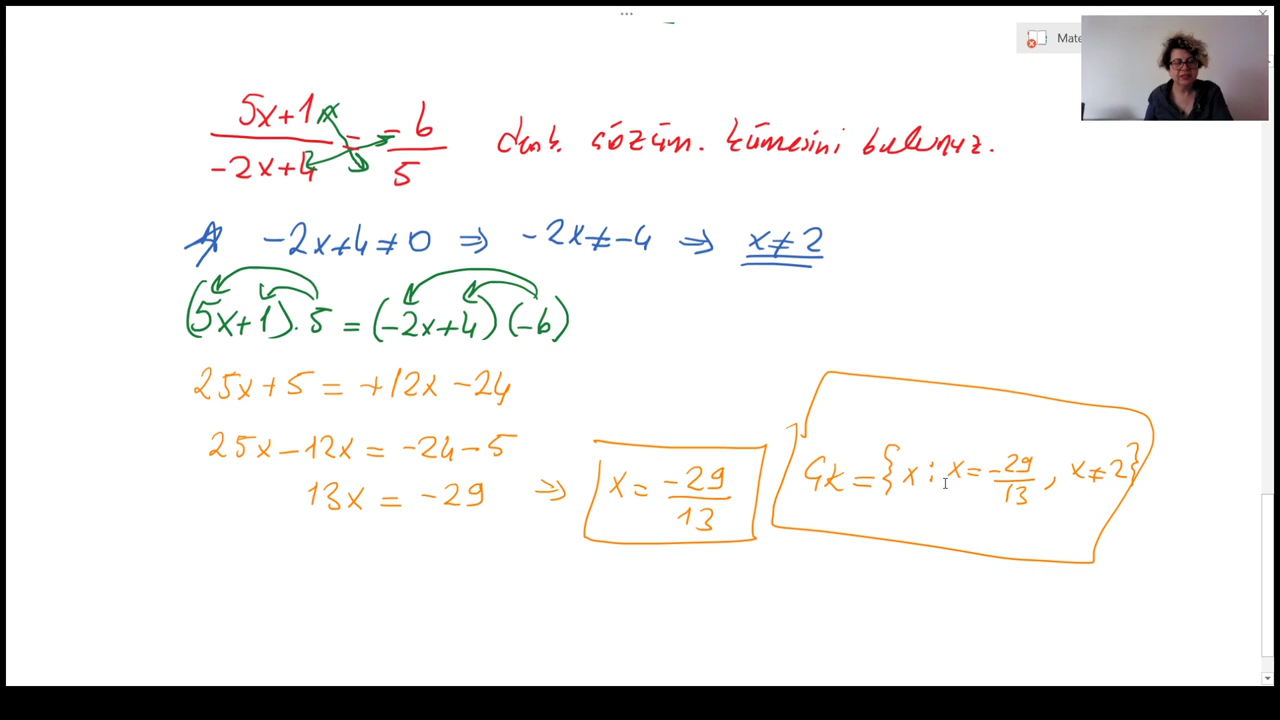 Mate
(5x+1)/(-2x+4) = -6/5 denk. çözüm. kümesini bulunuz.
-2x+4≠0 ⇒ -2x≠-4 ⇒ x≠2
(5x+1).5 = (-2x+4)(-6)
25x+5 = +12x-24
25x-12x = -24-5
13x = -29 ⇒ x = -29/13
ÇK = {x : x = -29/13, x≠2}